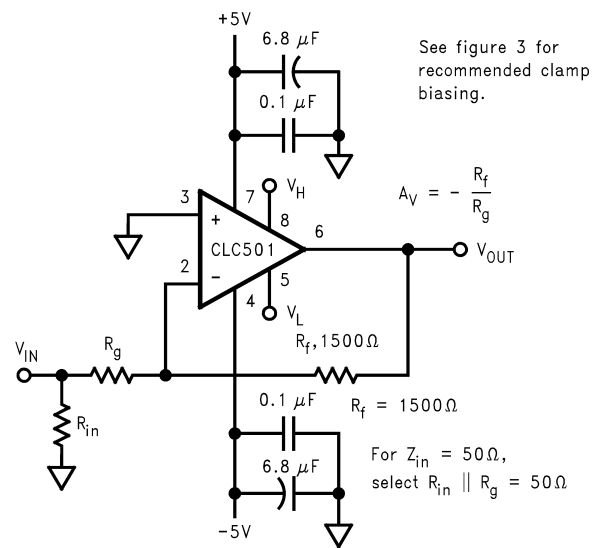 +5V
6.8 μF
See figure 3 for
recommended clamp
biasing.
0.1 μF
3
7
V_H
A_V = - R_f / R_g
+
8
CLC501
6
V_OUT
2
-
5
4
V_L
R_f, 1500Ω
V_IN
R_g
R_in
0.1 μF
R_f = 1500Ω
6.8 μF
For Z_in = 50Ω,
select R_in || R_g = 50Ω
-5V